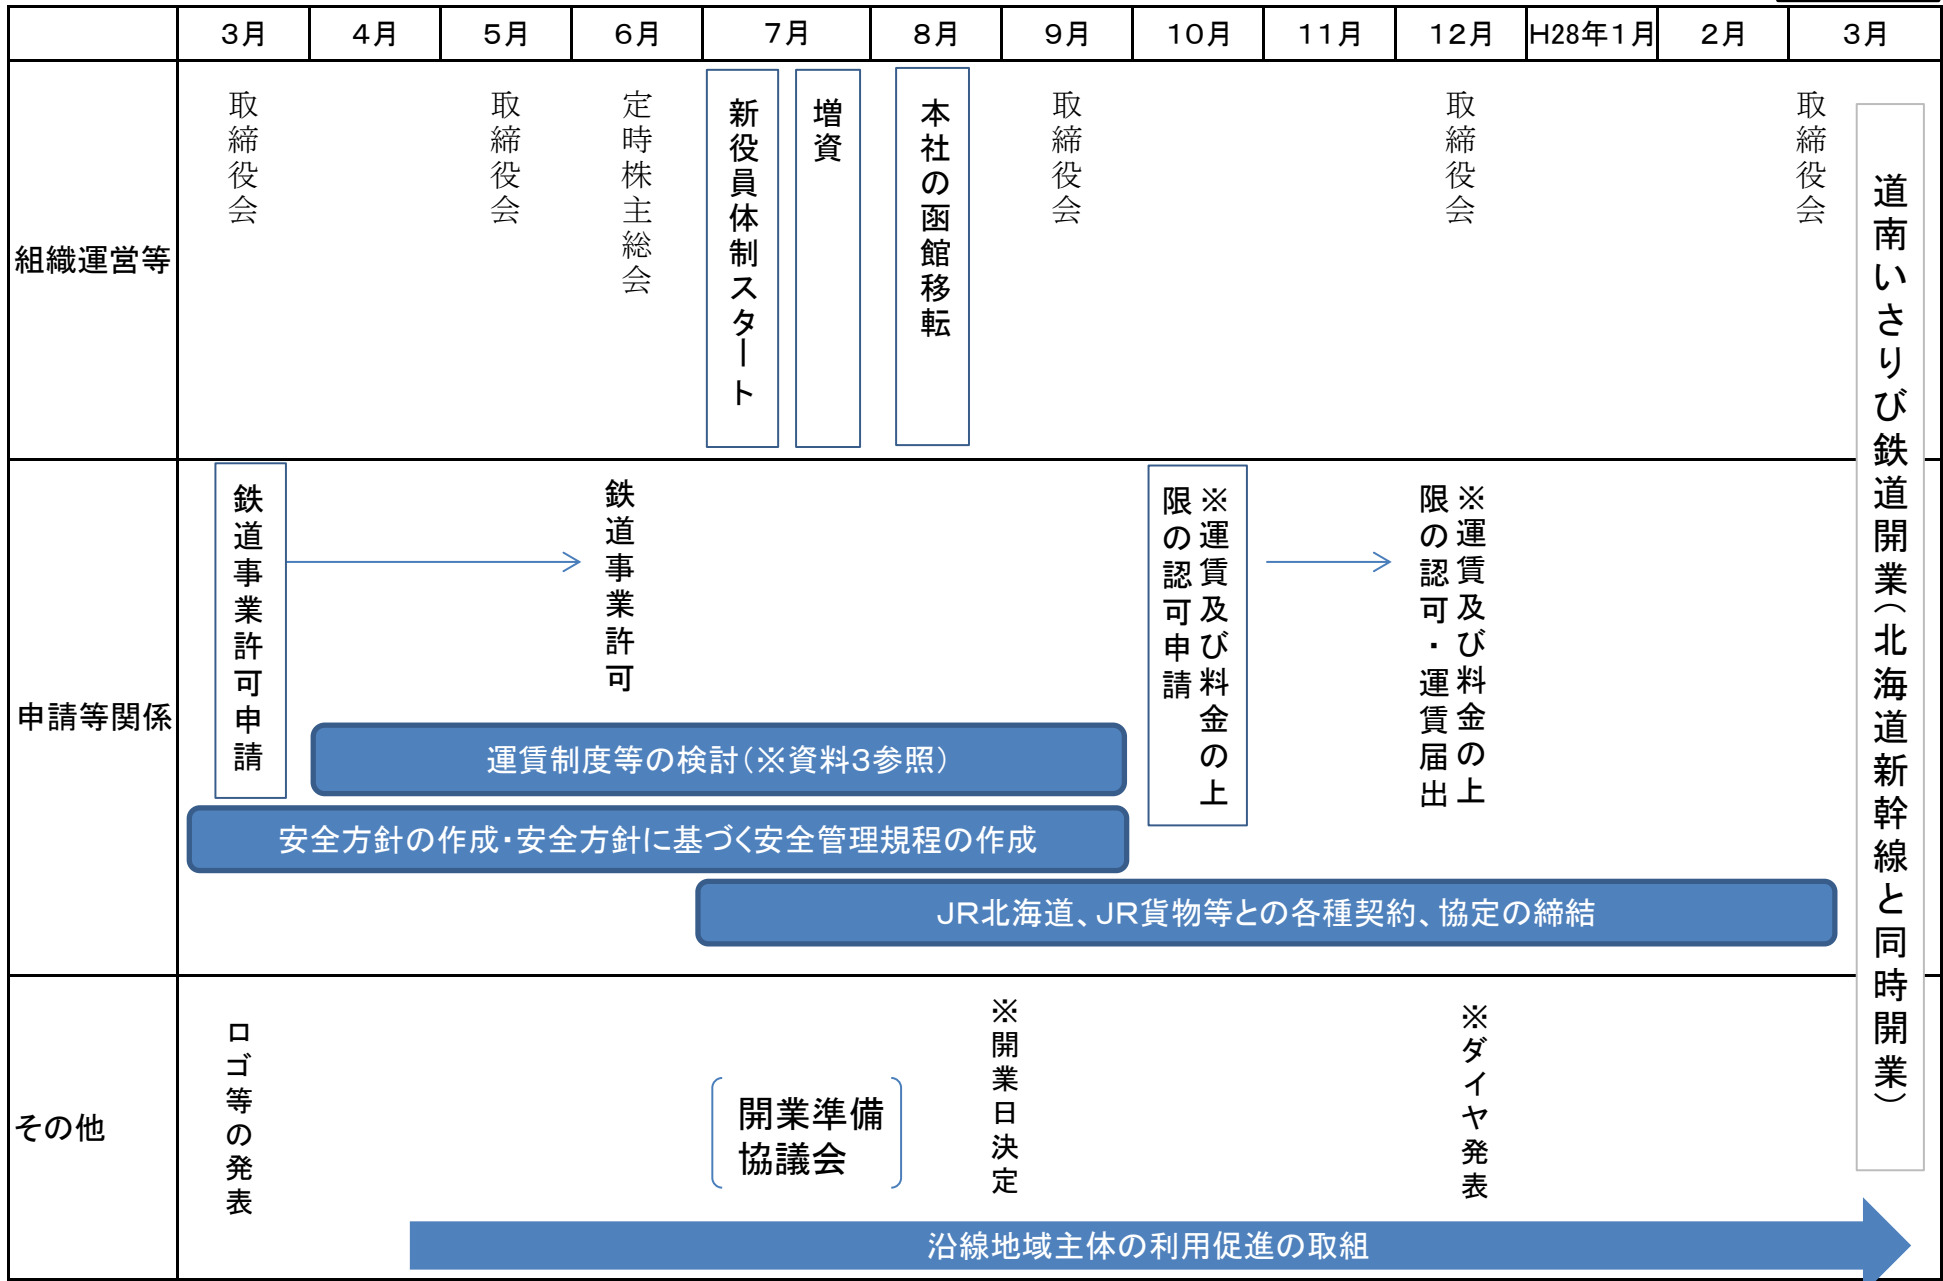 3月
4月
5月
6月
7月
8月
9月
10月
11月
12月
H28年1月
2月
3月
組織運営等
取締役会
取締役会
定時株主総会
新役員体制スタート
増資
本社の函館移転
取締役会
取締役会
取締役会
道南いさりび鉄道開業(北海道新幹線と同時開業)
申請等関係
鉄道事業許可申請
鉄道事業許可
※運賃及び料金の上
限の認可申請
※運賃及び料金の上
限の認可・運賃届出
運賃制度等の検討(※資料3参照)
安全方針の作成・安全方針に基づく安全管理規程の作成
JR北海道、JR貨物等との各種契約、協定の締結
その他
ロゴ等の発表
開業準備
協議会
※開業日決定
※ダイヤ発表
沿線地域主体の利用促進の取組